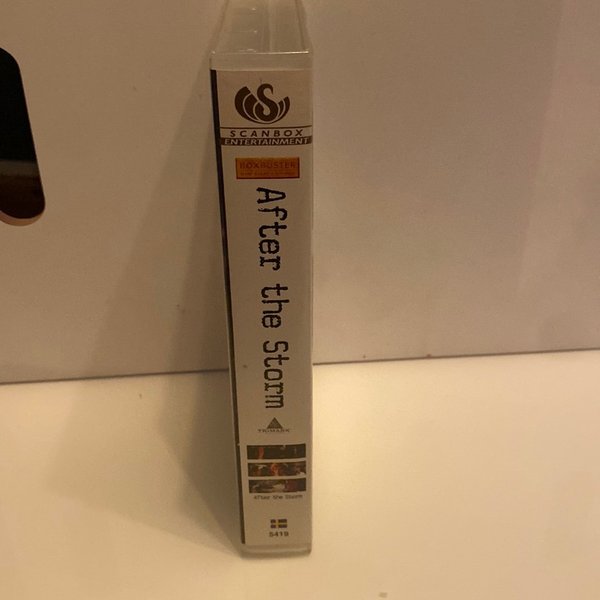 S
SCANBOX
ENTERTAINMENT
BOXBUSTER
After the Storm
TRIMARK
After the Storm
5419